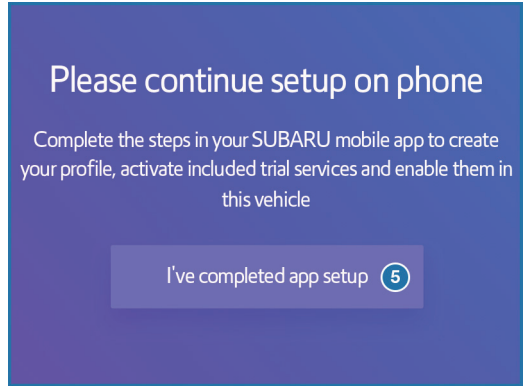 Please continue setup on phone
Complete the steps in your SUBARU mobile app to create
your profile, activate included trial services and enable them in
this vehicle
I've completed app setup 5